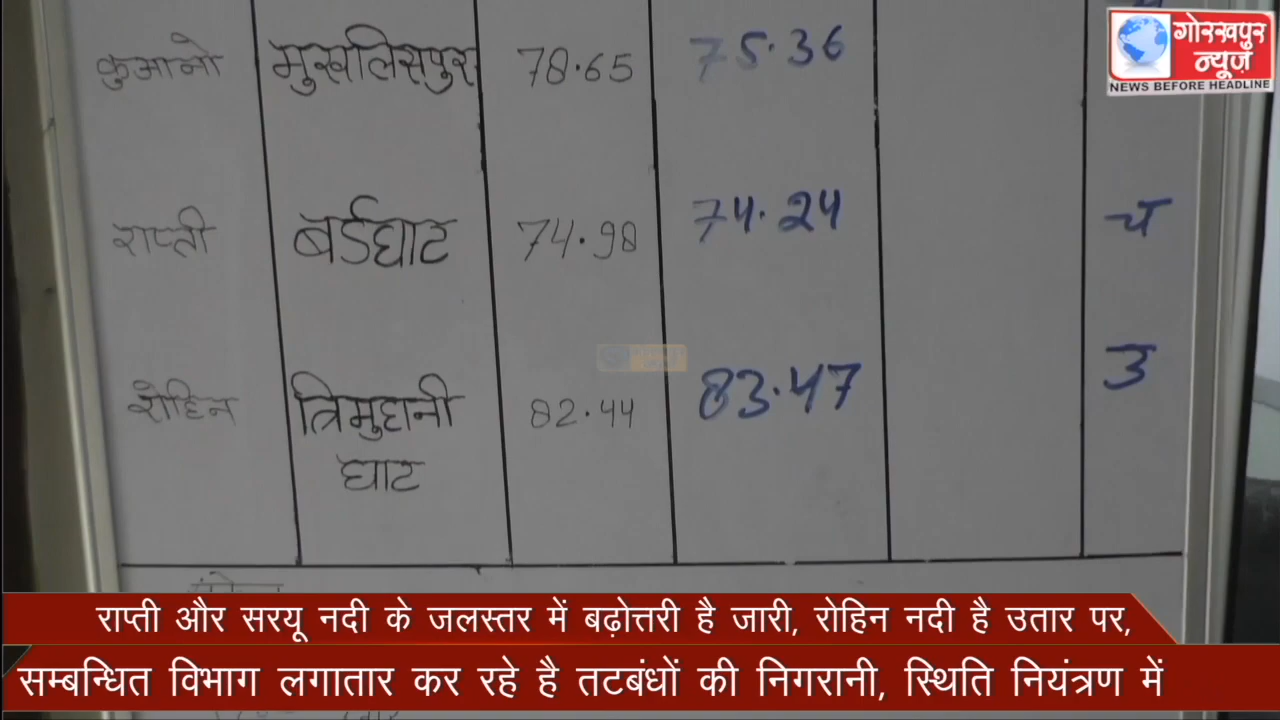 गोरखपुर
न्यूज़
NEWS BEFORE HEADLINE
कुआनो मुखलिसपुर 78.65 75.36
राप्ती बर्डघाट 74.98 74.24 च
रोहिन त्रिमुहानी 82.44 83.47 उ
घाट
राप्ती और सरयू नदी के जलस्तर में बढ़ोत्तरी है जारी, रोहिन नदी है उतार पर,
सम्बन्धित विभाग लगातार कर रहे है तटबंधों की निगरानी, स्थिति नियंत्रण में